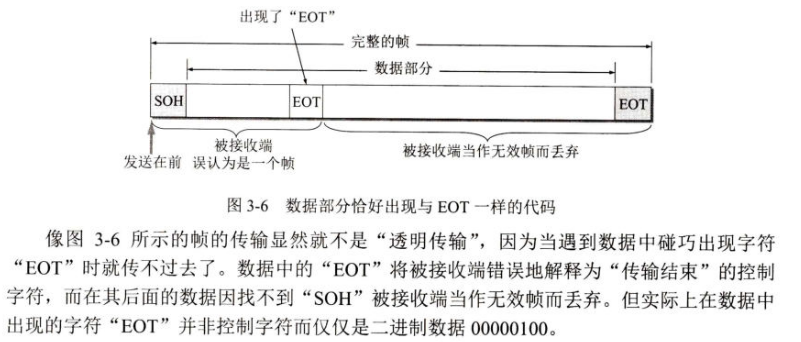 出现了“EOT”
完整的帧
数据部分
SOH
EOT
EOT
被接收端
误认为是一个帧
被接收端当作无效帧而丢弃
发送在前
图 3-6 数据部分恰好出现与 EOT 一样的代码
像图 3-6 所示的帧的传输显然就不是“透明传输”，因为当遇到数据中碰巧出现字符
“EOT”时就传不过去了。数据中的“EOT”将被接收端错误地解释为“传输结束”的控制
字符，而在其后面的数据因找不到“SOH”被接收端当作无效帧而丢弃。但实际上在数据中
出现的字符“EOT”并非控制字符而仅仅是二进制数据 00000100。